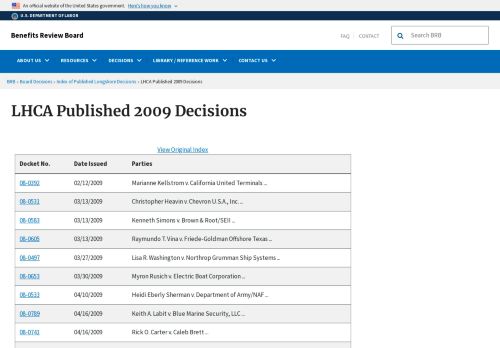 An official website of the United States government. Here's how you know
U.S. DEPARTMENT OF LABOR
Benefits Review Board
FAQ CONTACT
Search BRB
ABOUT US RESOURCES DECISIONS LIBRARY / REFERENCE WORK CONTACT US
BRB › Board Decisions › Index of Published Longshore Decisions › LHCA Published 2009 Decisions
LHCA Published 2009 Decisions
View Original Index
Docket No. Date Issued Parties
08-0392 02/12/2009 Marianne Kellstrom v. California United Terminals ...
08-0531 03/13/2009 Christopher Heavin v. Chevron U.S.A., Inc ...
08-0583 03/13/2009 Kenneth Simons v. Brown & Root/SEII ...
08-0605 03/13/2009 Raymundo T. Vina v. Friede-Goldman Offshore Texas ...
08-0497 03/27/2009 Lisa R. Washington v. Northrop Grumman Ship Systems ...
08-0653 03/30/2009 Myron Rusich v. Electric Boat Corporation ...
08-0533 04/10/2009 Heidi Eberly Sherman v. Department of Army/NAF ...
08-0789 04/16/2009 Keith A. Labit v. Blue Marine Security, LLC ...
08-0741 04/16/2009 Rick O. Carter v. Caleb Brett ...